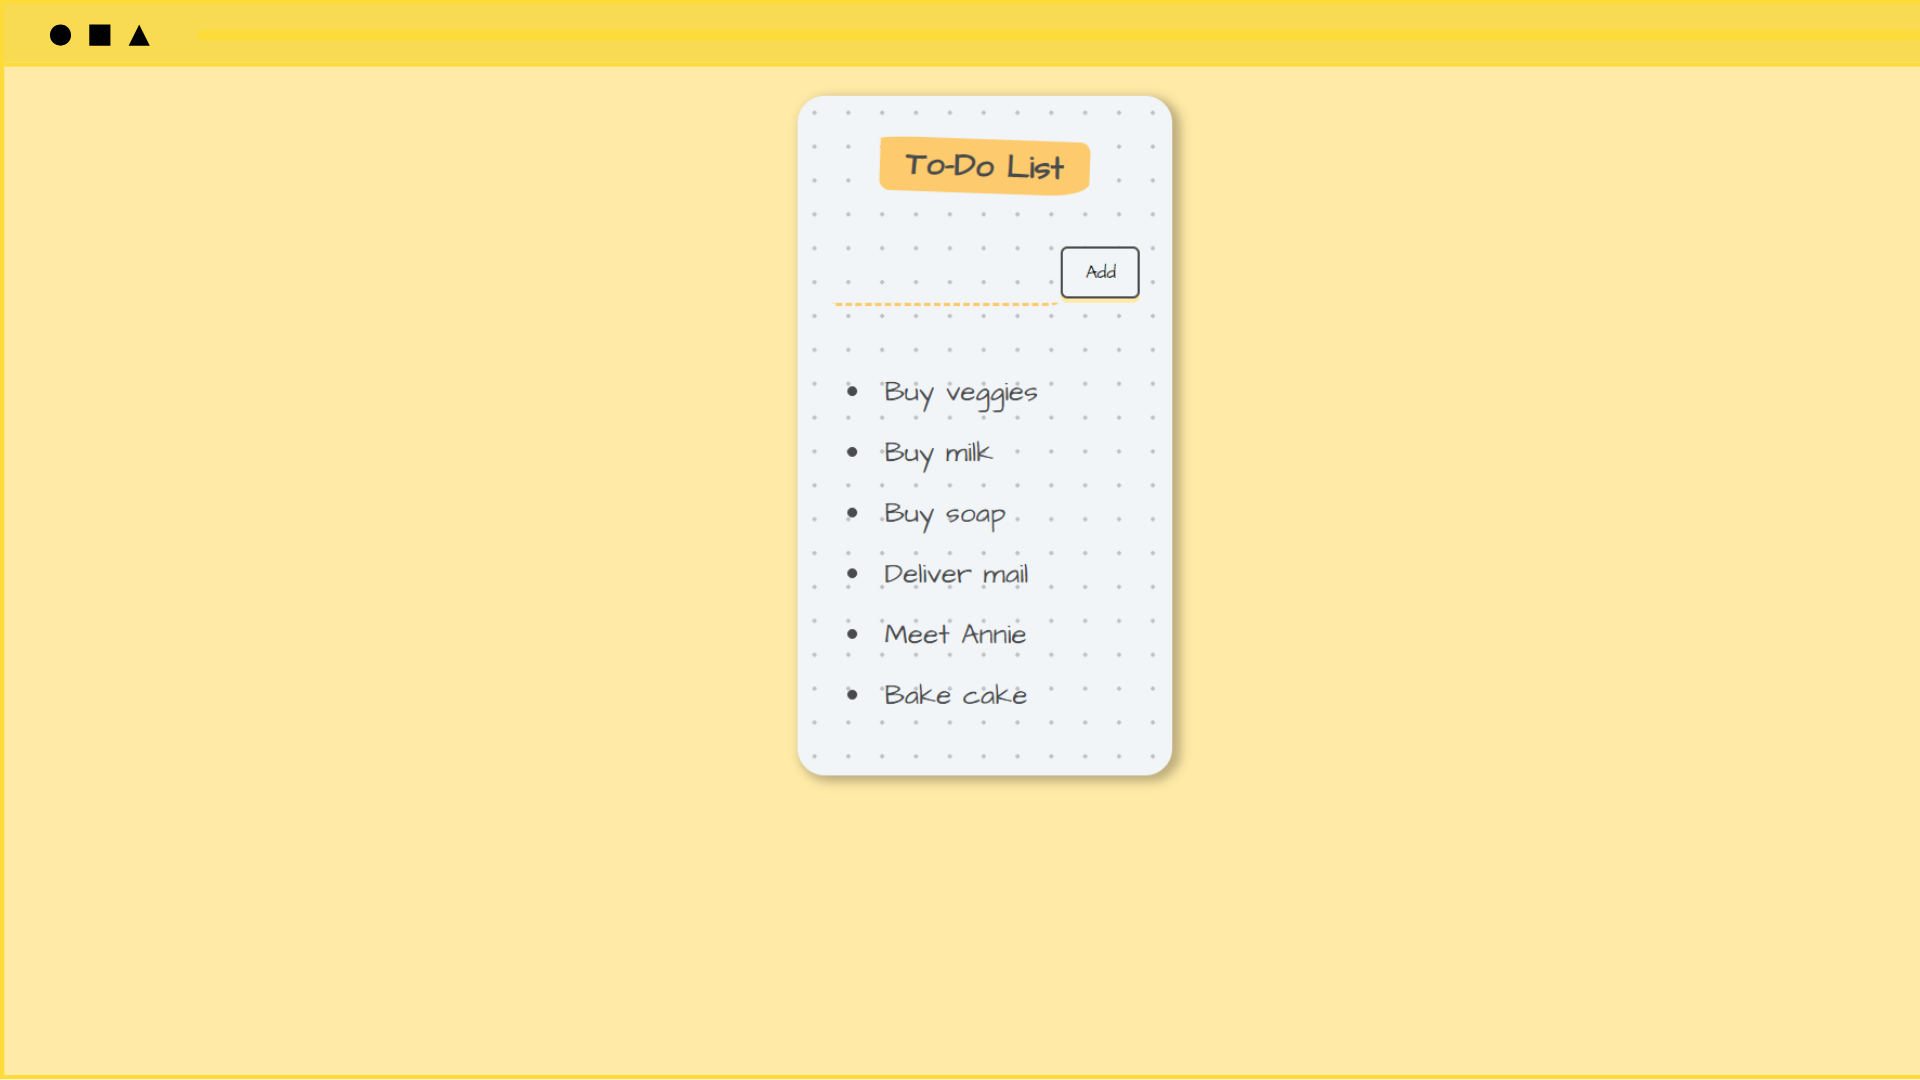 To-Do List
Add
Buy veggies
Buy milk
Buy soap
Deliver mail
Meet Annie
Bake cake